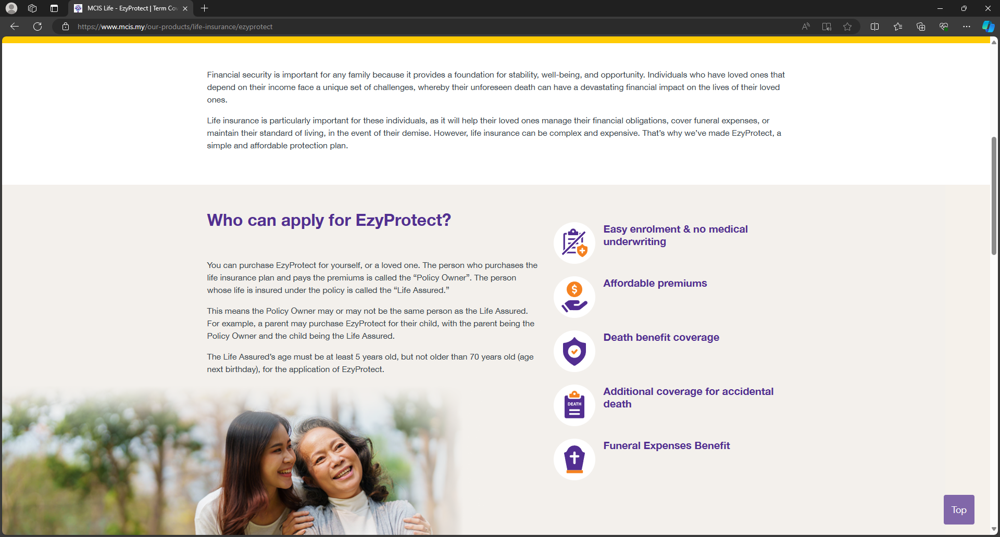 MCIS Life - EzyProtect | Term Co
https://www.mcis.my/our-products/life-insurance/ezyprotect
Financial security is important for any family because it provides a foundation for stability, well-being, and opportunity. Individuals who have loved ones that
depend on their income face a unique set of challenges, whereby their unforeseen death can have a devastating financial impact on the lives of their loved
ones.
Life insurance is particularly important for these individuals, as it will help their loved ones manage their financial obligations, cover funeral expenses, or
maintain their standard of living, in the event of their demise. However, life insurance can be complex and expensive. That’s why we’ve made EzyProtect, a
simple and affordable protection plan.
Who can apply for EzyProtect?
You can purchase EzyProtect for yourself, or a loved one. The person who purchases the
life insurance plan and pays the premiums is called the “Policy Owner”. The person
whose life is insured under the policy is called the “Life Assured.”
This means the Policy Owner may or may not be the same person as the Life Assured.
For example, a parent may purchase EzyProtect for their child, with the parent being the
Policy Owner and the child being the Life Assured.
The Life Assured’s age must be at least 5 years old, but not older than 70 years old (age
next birthday), for the application of EzyProtect.
Easy enrolment & no medical
underwriting
Affordable premiums
Death benefit coverage
DEATH
Additional coverage for accidental
death
Funeral Expenses Benefit
Top